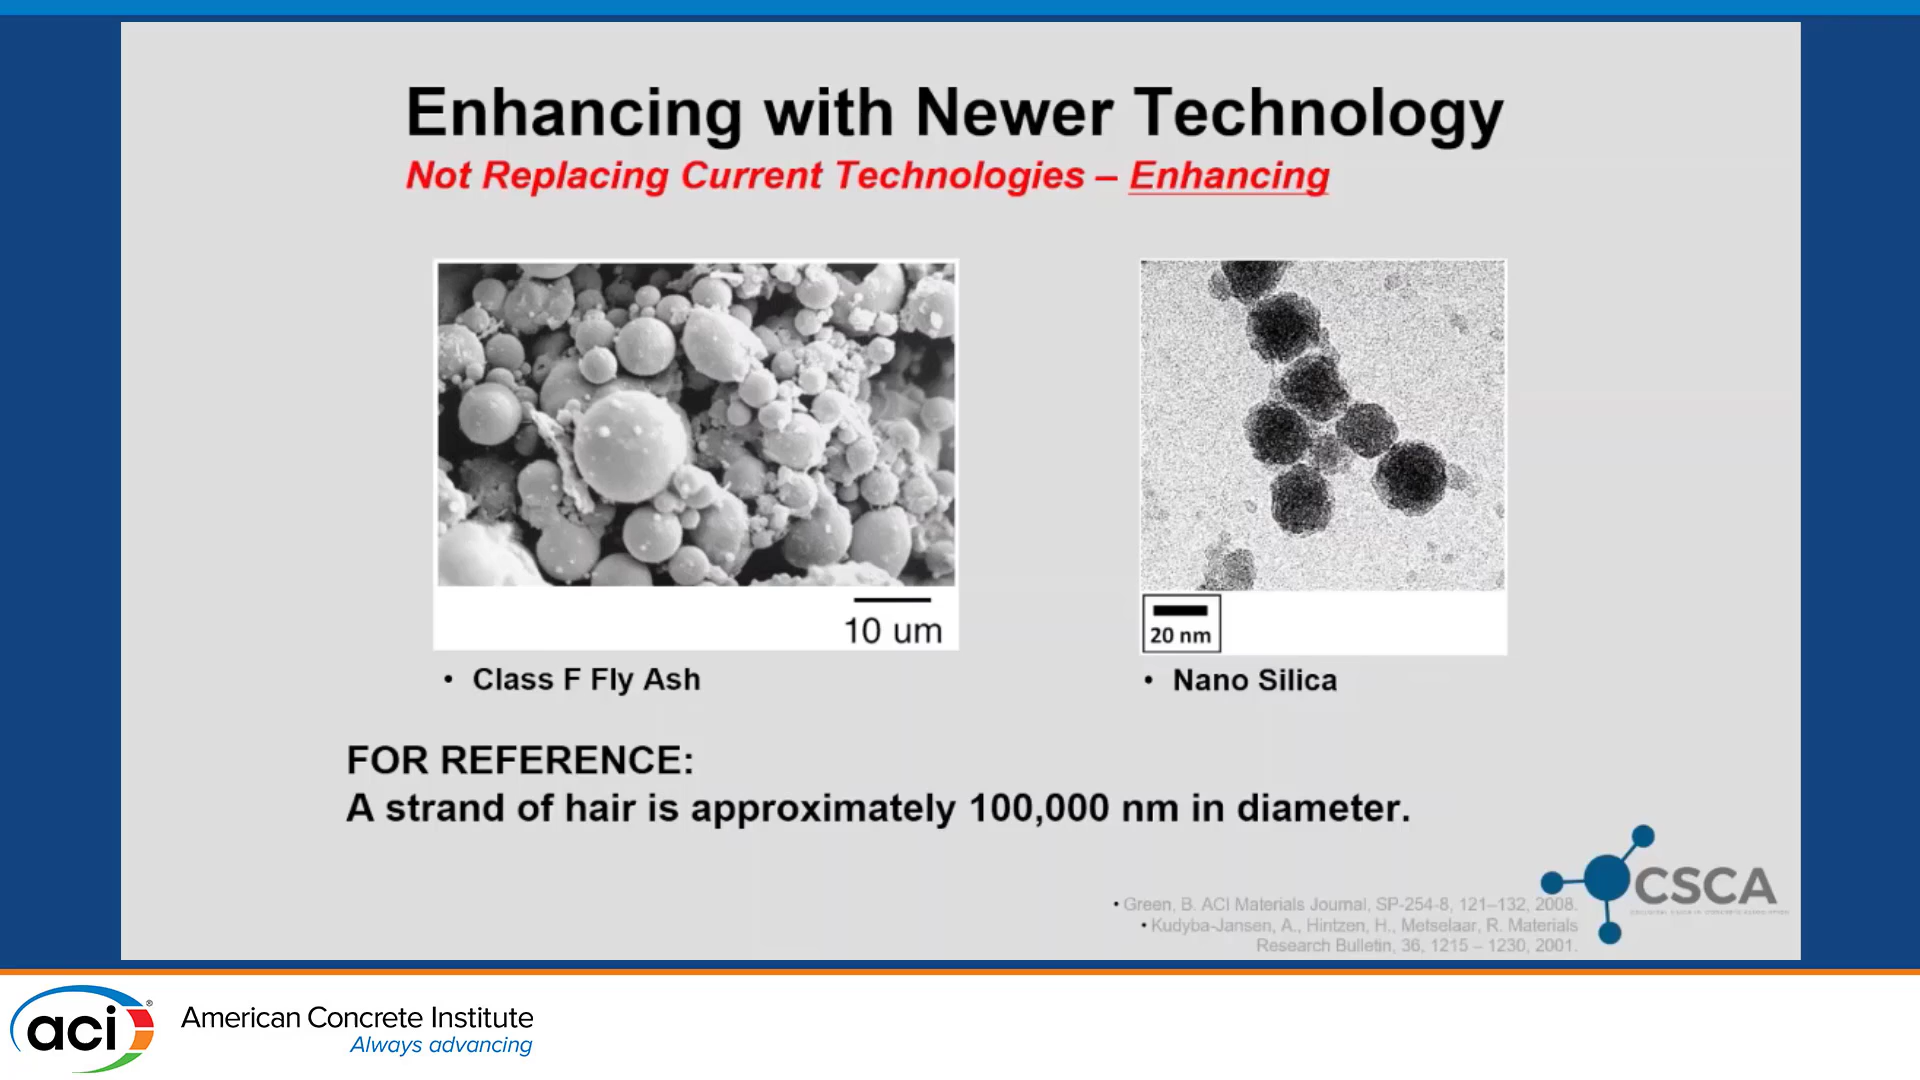 Enhancing with Newer Technology
Not Replacing Current Technologies – Enhancing
10 um
20 nm
• Class F Fly Ash
• Nano Silica
FOR REFERENCE:
A strand of hair is approximately 100,000 nm in diameter.
CSCA
• Green, B. ACI Materials Journal, SP-254-8, 121–132, 2008.
• Kudyba-Jansen, A., Hintzen, H., Metselaar, R. Materials
Research Bulletin, 36, 1215 – 1230, 2001.
aci®
American Concrete Institute
Always advancing